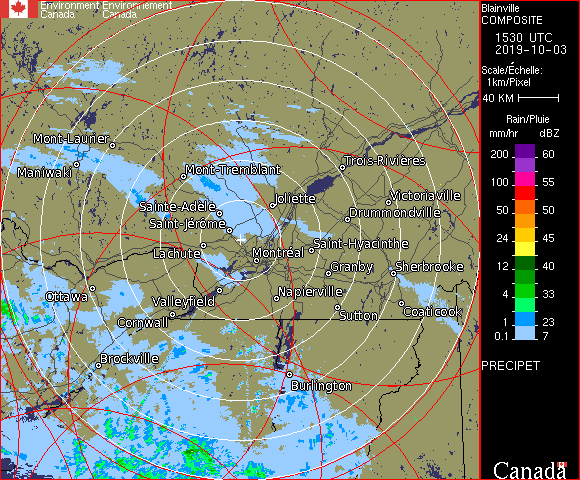 Environment Environnement
Canada Canada
Blainville
COMPOSITE
1530 UTC
2019-10-03
Scale/Échelle:
1km/Pixel
40 KM
Rain/Pluie
mm/hr dBZ
200 60
100 55
50 50
24 45
12 40
4 33
1 23
0.1 7
PRECIPET
Canada
Mont-Laurier
Maniwaki
Mont-Tremblant
Trois-Rivières
Sainte-Adèle
Joliette
Victoriaville
Drummondville
Saint-Jérôme
Lachute
Montréal
Saint-Hyacinthe
Granby
Sherbrooke
Ottawa
Valleyfield
Napierville
Cornwall
Sutton
Coaticook
Brockville
Burlington